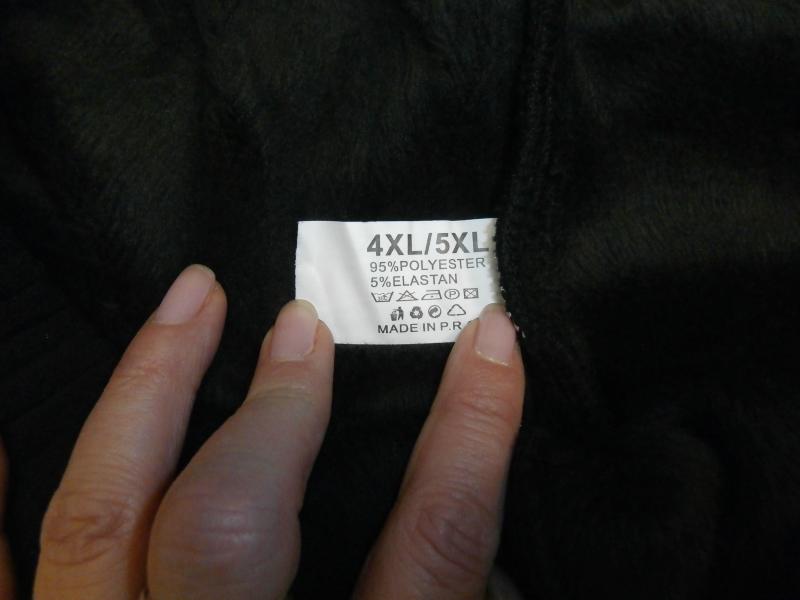 4XL/5XL
95%POLYESTER
5%ELASTAN
MADE IN P.R.